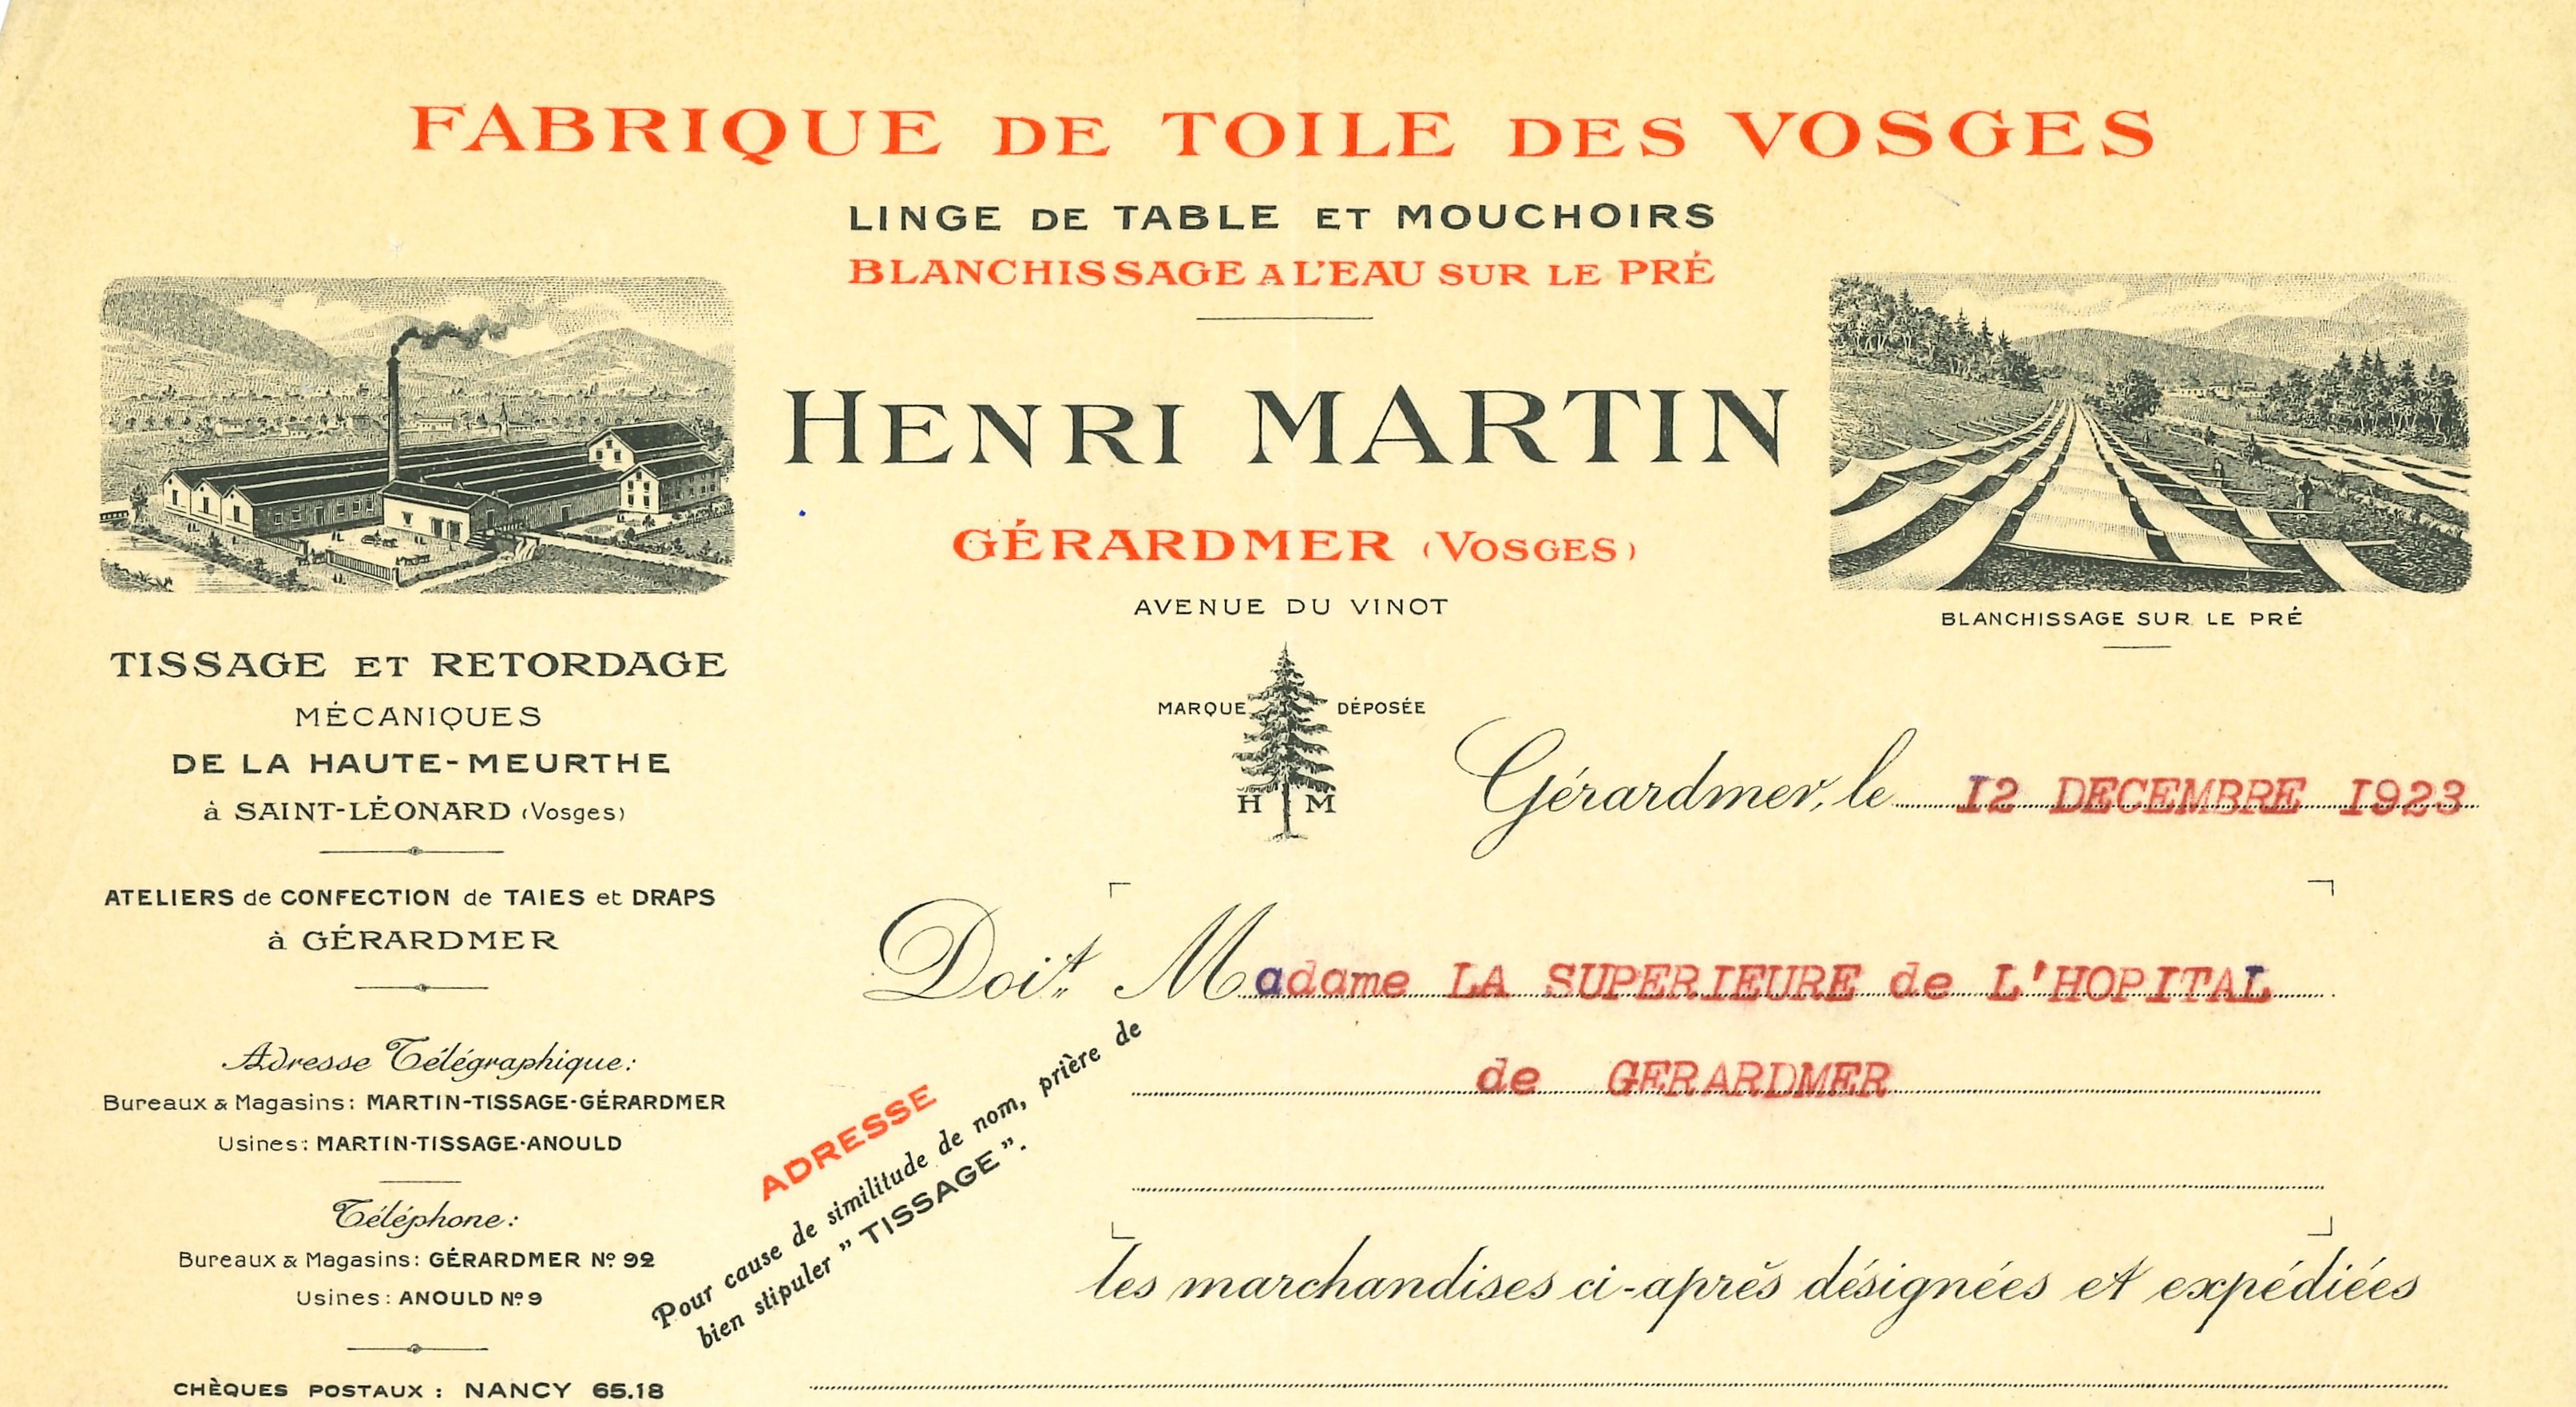 FABRIQUE DE TOILE DES VOSGES
LINGE DE TABLE ET MOUCHOIRS
BLANCHISSAGE A L'EAU SUR LE PRÉ
HENRI MARTIN
GÉRARDMER (VOSGES)
AVENUE DU VINOT
BLANCHISSAGE SUR LE PRÉ
MARQUE DÉPOSÉE
H M
TISSAGE ET RETORDAGE
MÉCANIQUES
DE LA HAUTE-MEURTHE
à SAINT-LÉONARD (Vosges)
ATELIERS de CONFECTION de TAIES et DRAPS
à GÉRARDMER
Adresse Télégraphique:
Bureaux & Magasins: MARTIN-TISSAGE-GÉRARDMER
Usines: MARTIN-TISSAGE-ANOULD
Téléphone:
Bureaux & Magasins: GÉRARDMER Nº 92
Usines: ANOULD Nº 9
CHÈQUES POSTAUX : NANCY 65.18
Gérardmer, le 12 DECEMBRE 1923
Doit Madame LA SUPERIEURE de L'HOPITAL
de GERARDMER
ADRESSE
Pour cause de similitude de nom, prière de
bien stipuler " TISSAGE ".
les marchandises ci-après désignées et expédiées